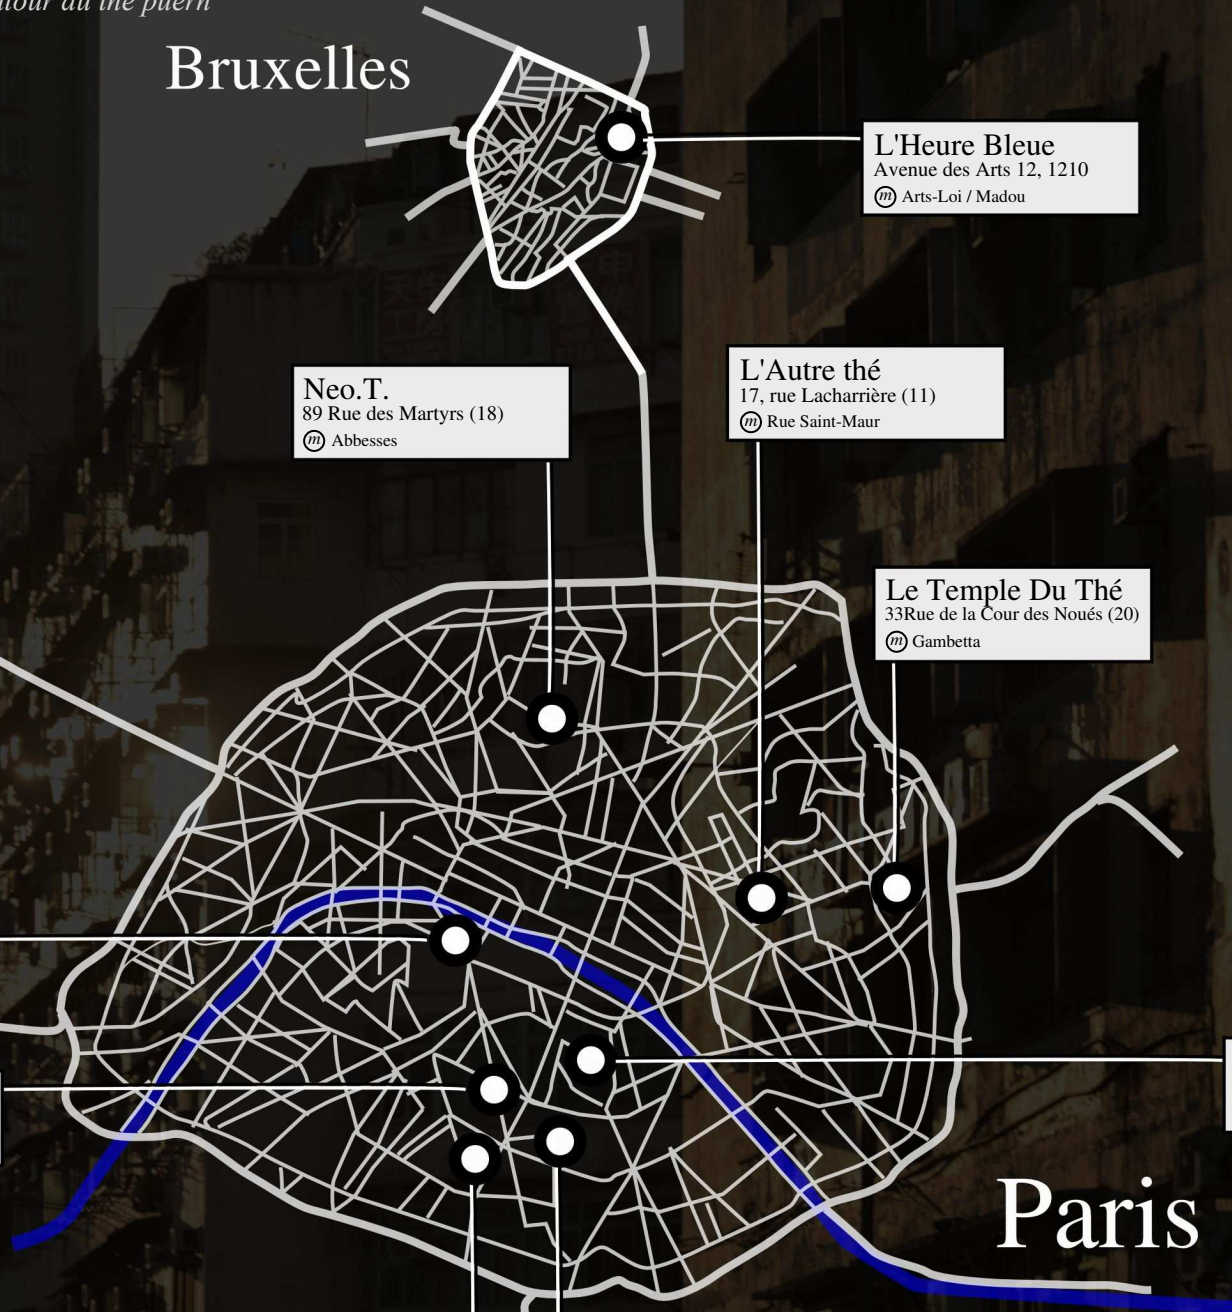 Bruxelles
L'Heure Bleue
Avenue des Arts 12, 1210
m Arts-Loi / Madou
Neo.T.
89 Rue des Martyrs (18)
m Abbesses
L'Autre thé
17, rue Lacharrière (11)
m Rue Saint-Maur
Le Temple Du Thé
33Rue de la Cour des Noués (20)
m Gambetta
Paris